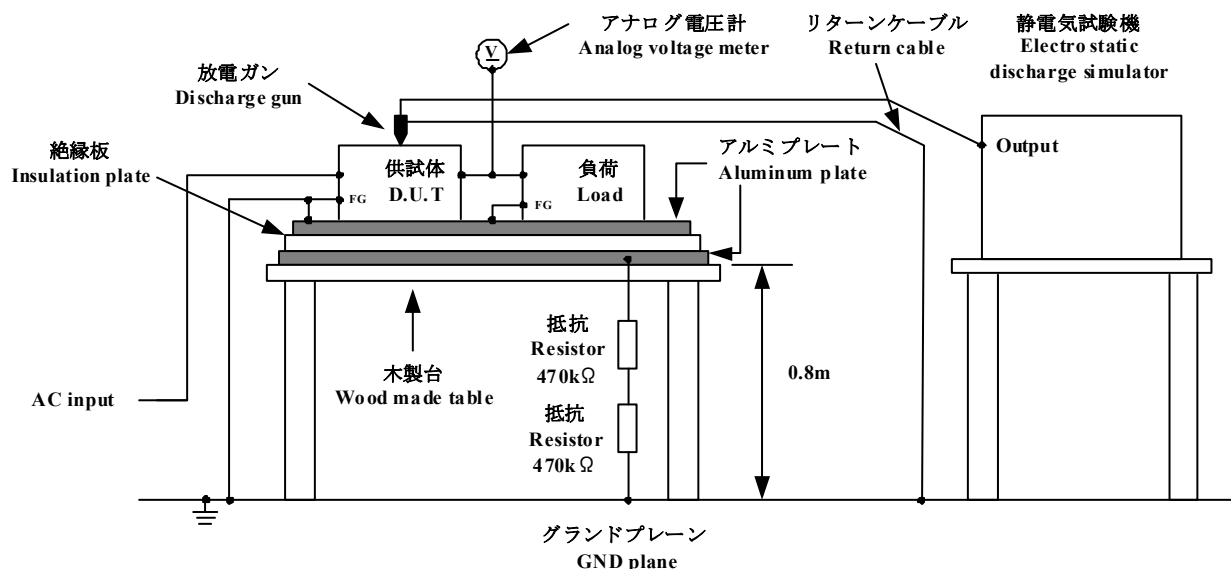 アナログ電圧計
Analog voltage meter
リターンケーブル
Return cable
静電気試験機
Electro static
discharge simulator
放電ガン
Discharge gun
V
絶縁板
Insulation plate
供試体
D.U.T
FG
負荷
Load
FG
アルミプレート
Aluminum plate
Output
抵抗
Resistor
470kΩ
木製台
Wood made table
0.8m
AC input
抵抗
Resistor
470kΩ
グランドプレーン
GND plane